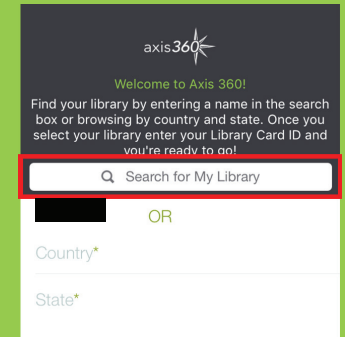 axis360
Welcome to Axis 360!
Find your library by entering a name in the search
box or browsing by country and state. Once you
select your library enter your Library Card ID and
you're ready to go!
Search for My Library
OR
Country*
State*